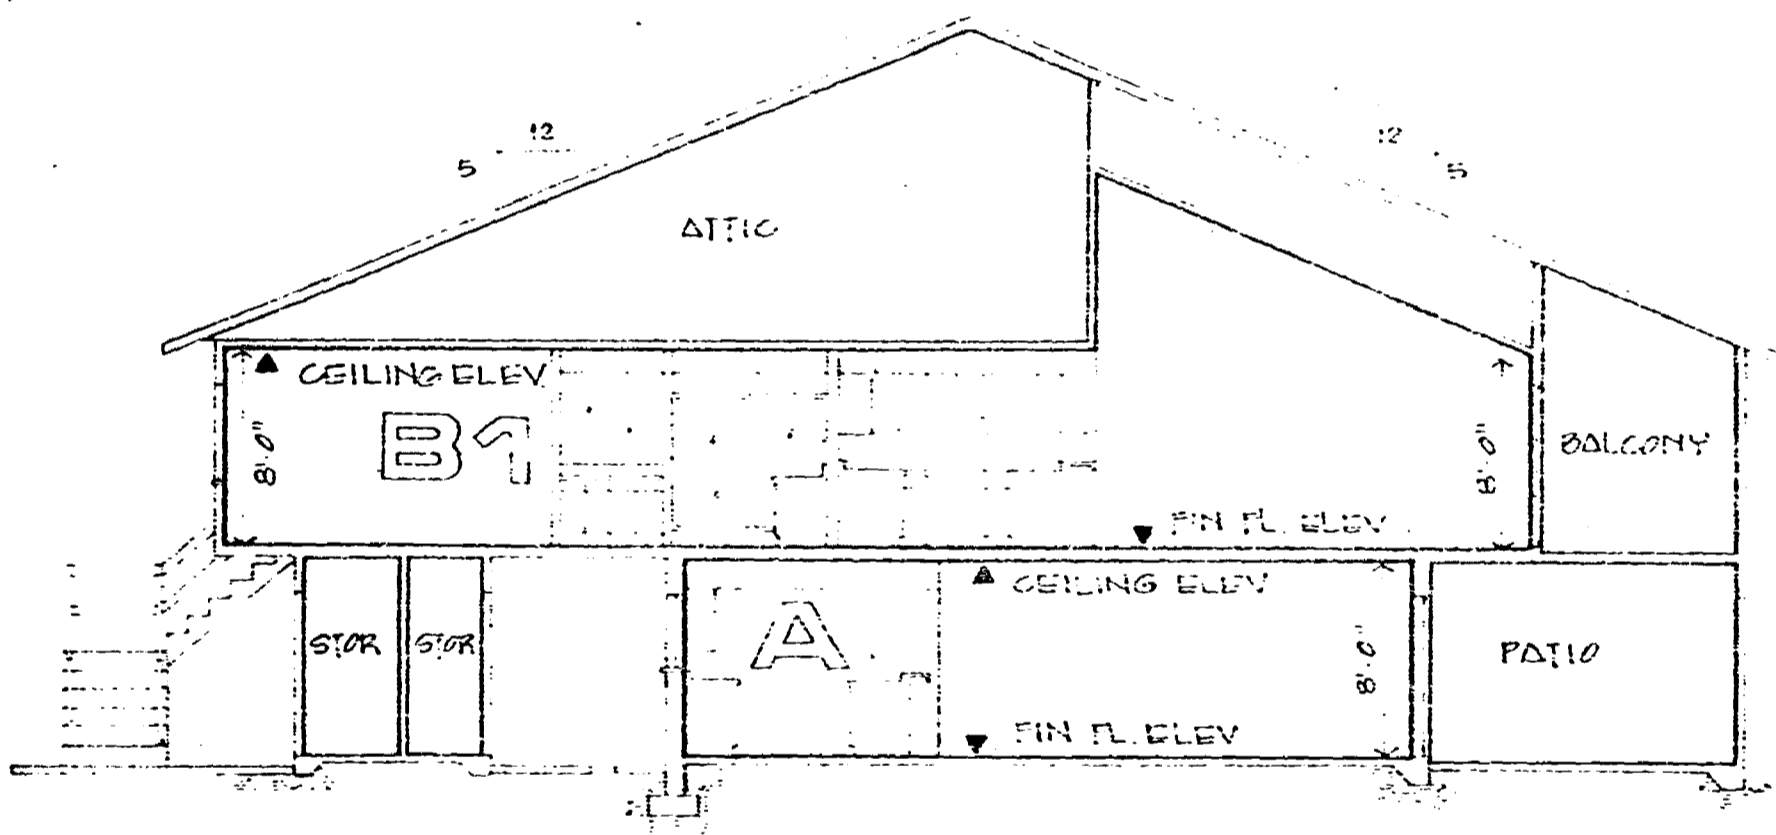 12
5
12
5
ATTIC
CEILING ELEV
B1
8'-0"
8'-0"
BALCONY
FIN FL. ELEV
CEILING ELEV
STOR
STOR
A
8'-0"
PATIO
FIN FL. ELEV